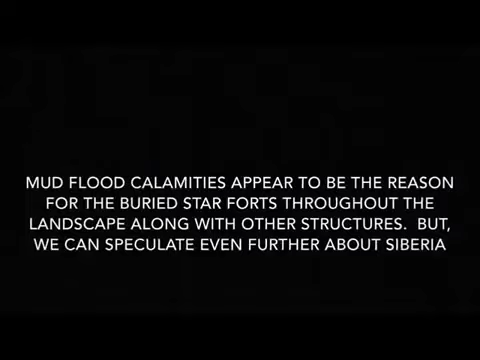 MUD FLOOD CALAMITIES APPEAR TO BE THE REASON
FOR THE BURIED STAR FORTS THROUGHOUT THE
LANDSCAPE ALONG WITH OTHER STRUCTURES.  BUT,
WE CAN SPECULATE EVEN FURTHER ABOUT SIBERIA